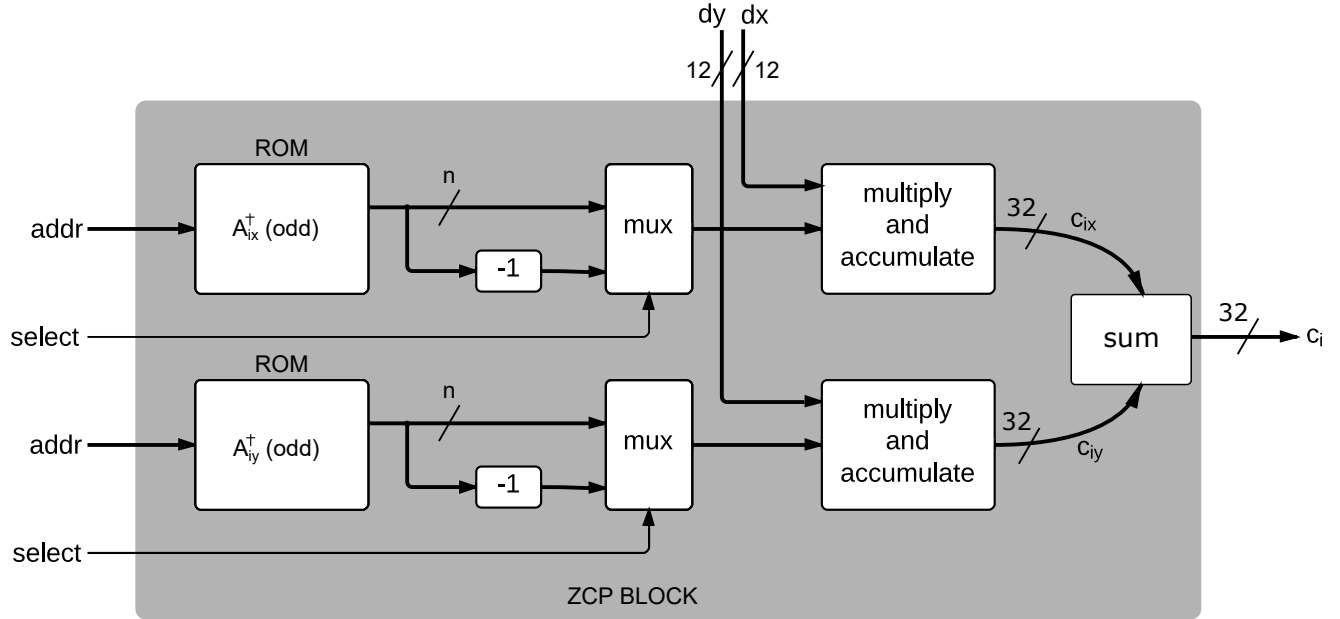 dy dx
12 12
ROM
n
addr
A†ix (odd)
mux
multiply
and
accumulate
32
cix
-1
select
32
sum
ci
ROM
n
addr
A†iy (odd)
mux
multiply
and
accumulate
32
ciy
-1
select
ZCP BLOCK